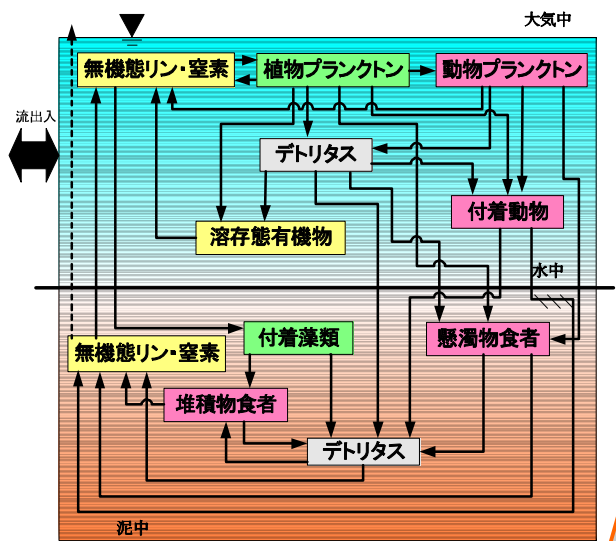 大気中
無機態リン・窒素
植物プランクトン
動物プランクトン
流出入
デトリタス
付着動物
溶存態有機物
水中
付着藻類
懸濁物食者
無機態リン・窒素
堆積物食者
デトリタス
泥中